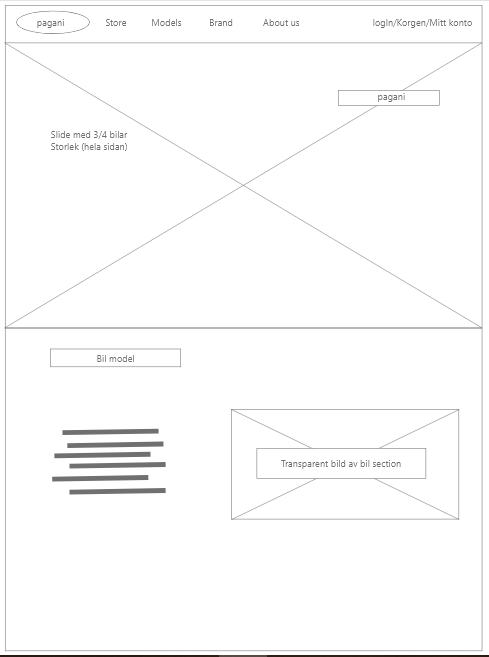 pagani Store Models Brand About us logIn/Korgen/Mitt konto
pagani
Slide med 3/4 bilar
Storlek (hela sidan)
Bil model
Transparent bild av bil section